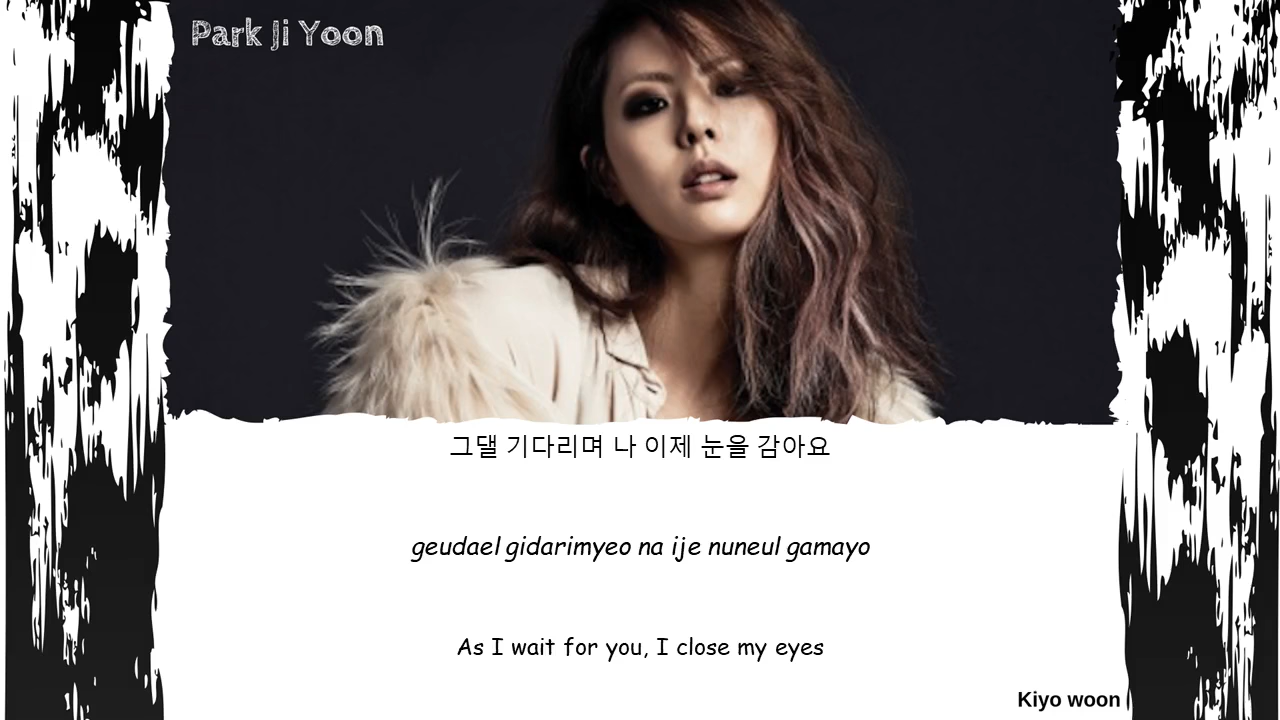 Park Ji Yoon
그댈 기다리며 나 이제 눈을 감아요
geudael gidarimyeo na ije nuneul gamayo
As I wait for you, I close my eyes
Kiyo woon